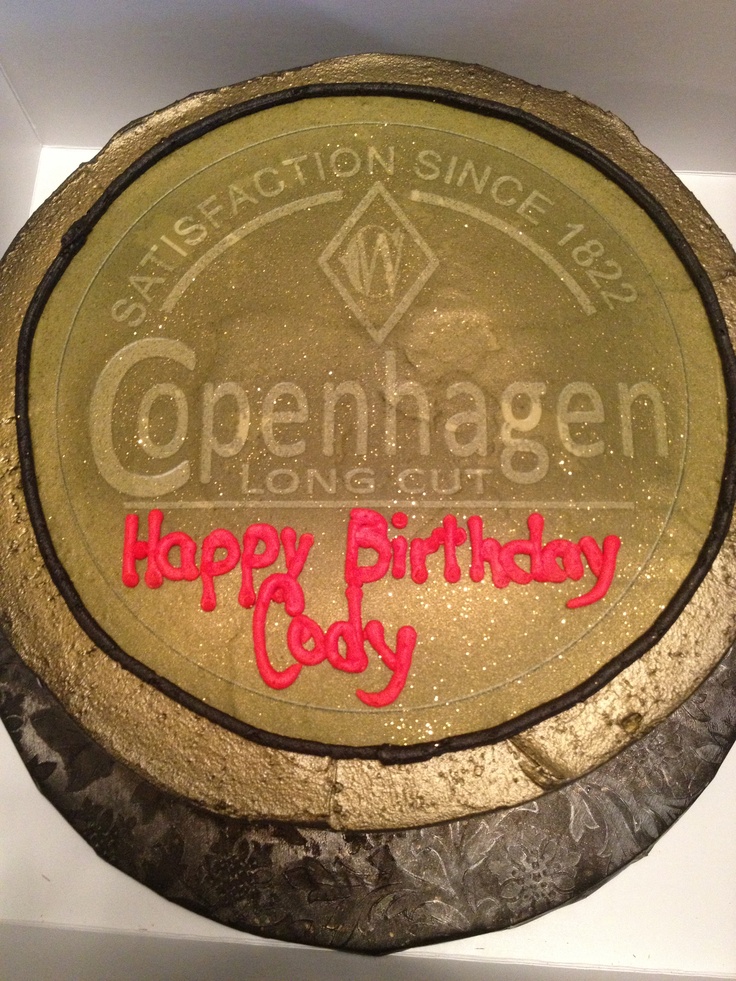 SATISFACTION SINCE 1822
W
Copenhagen
LONG CUT
Happy Birthday
Cody